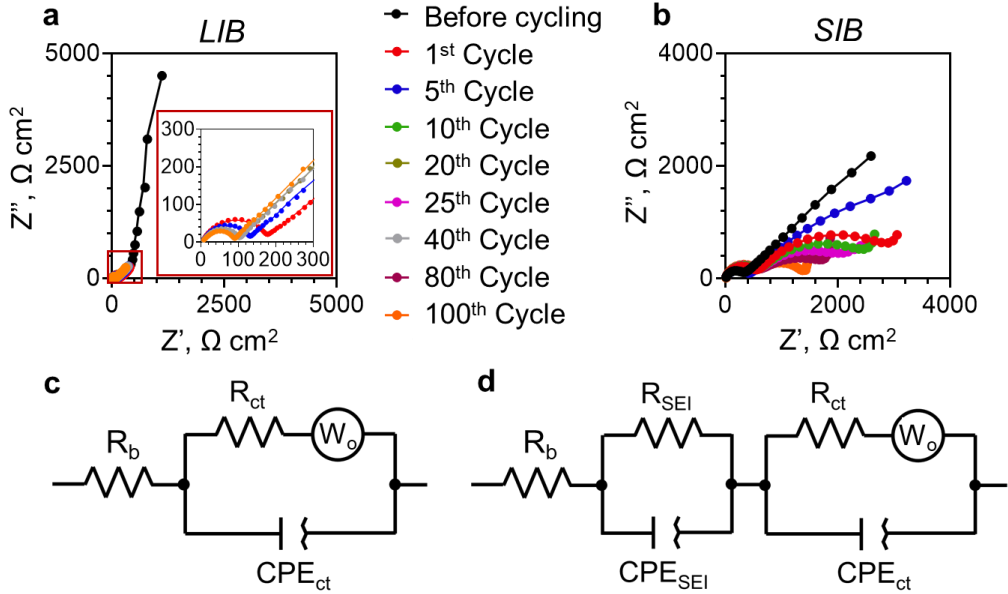 a
LIB
5000
2500
0
Z", Ω cm²
0
2500
5000
Z', Ω cm²
300
200
100
0
0
100
200
300
Before cycling
1st Cycle
5th Cycle
10th Cycle
20th Cycle
25th Cycle
40th Cycle
80th Cycle
100th Cycle
b
SIB
4000
2000
0
Z", Ω cm²
0
2000
4000
Z', Ω cm²
c
Rb
Rct
Wo
CPEct
d
Rb
RSEI
CPESEI
Rct
Wo
CPEct